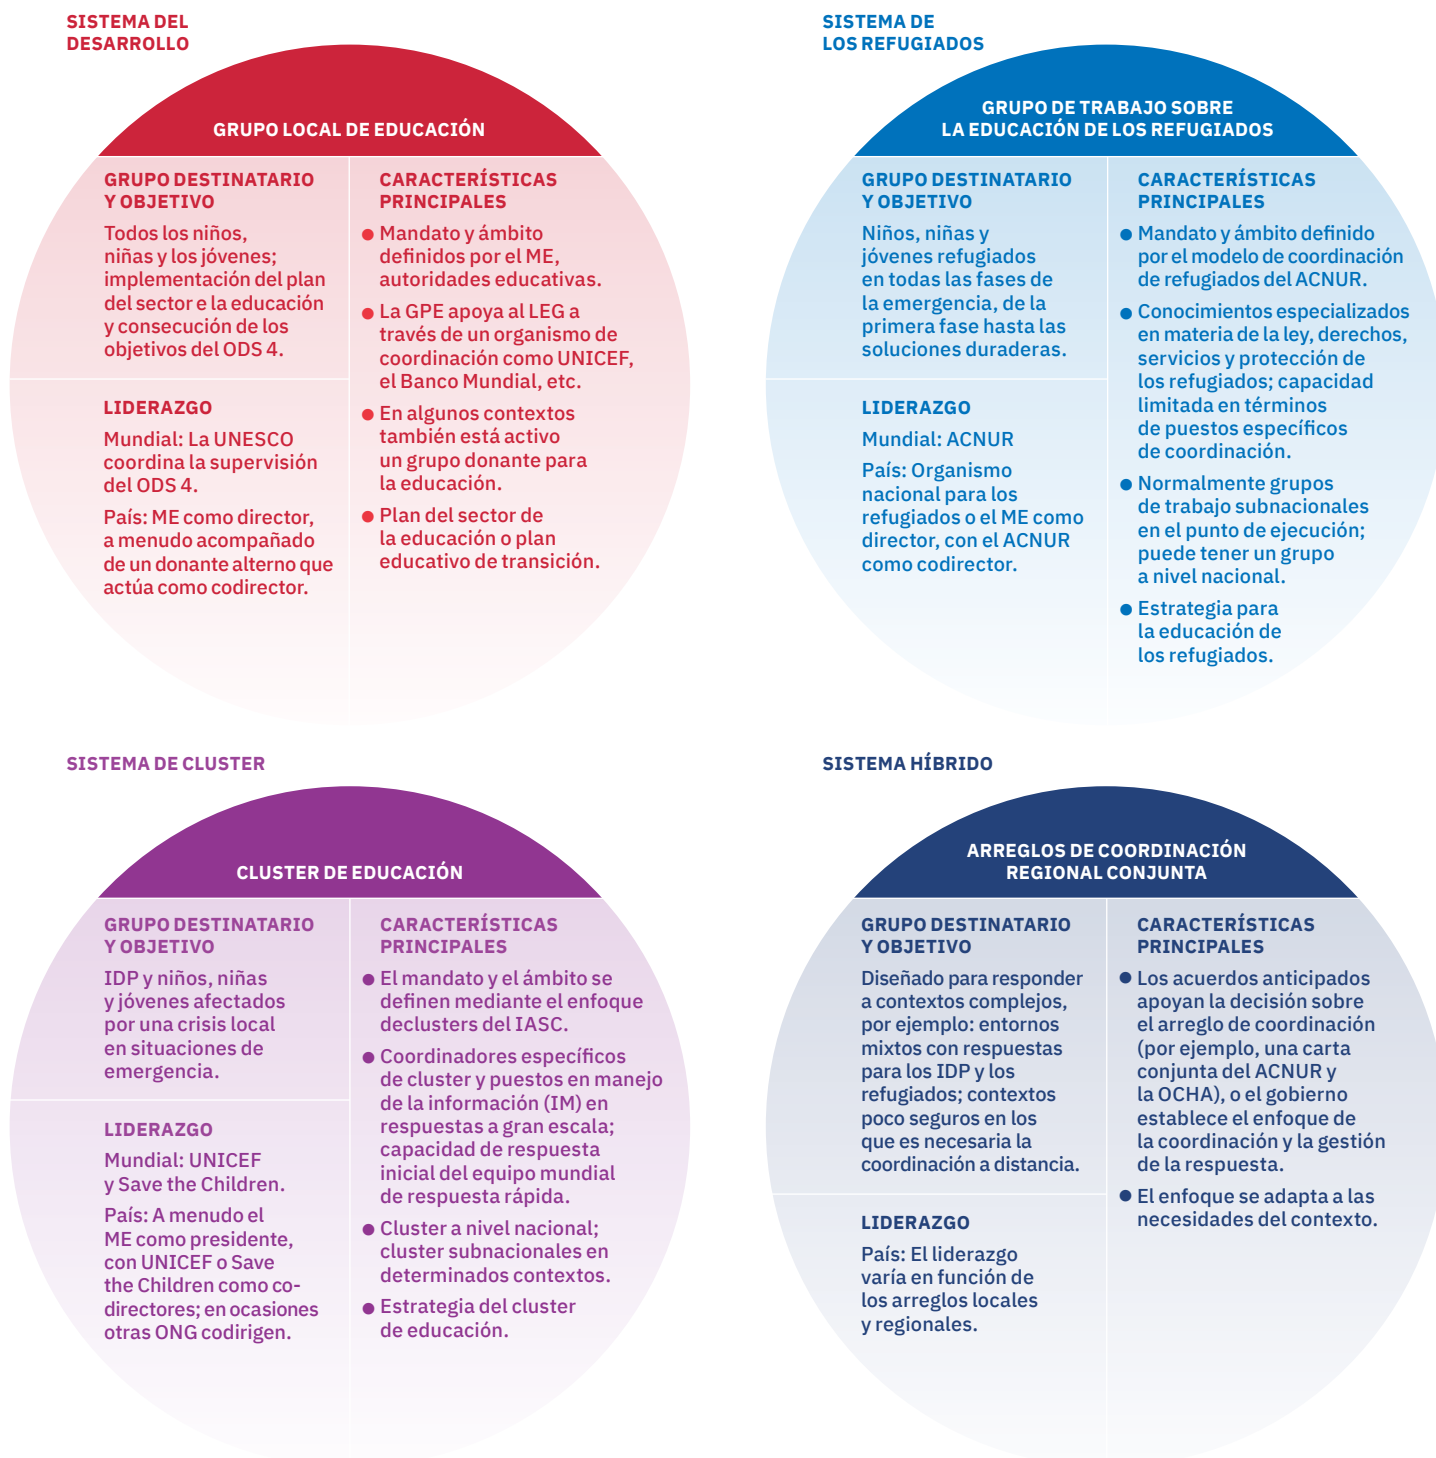 SISTEMA DEL
DESARROLLO
GRUPO LOCAL DE EDUCACIÓN
GRUPO DESTINATARIO
Y OBJETIVO
Todos los niños,
niñas y los jóvenes;
implementación del plan
del sector e la educación
y consecución de los
objetivos del ODS 4.
LIDERAZGO
Mundial: La UNESCO
coordina la supervisión
del ODS 4.
País: ME como director,
a menudo acompañado
de un donante alterno que
actúa como codirector.
CARACTERÍSTICAS
PRINCIPALES
● Mandato y ámbito
definidos por el ME,
autoridades educativas.
● La GPE apoya al LEG a
través de un organismo de
coordinación como UNICEF,
el Banco Mundial, etc.
● En algunos contextos
también está activo
un grupo donante para
la educación.
● Plan del sector de
la educación o plan
educativo de transición.
SISTEMA DE
LOS REFUGIADOS
GRUPO DE TRABAJO SOBRE
LA EDUCACIÓN DE LOS REFUGIADOS
GRUPO DESTINATARIO
Y OBJETIVO
Niños, niñas y
jóvenes refugiados
en todas las fases de
la emergencia, de la
primera fase hasta las
soluciones duraderas.
LIDERAZGO
Mundial: ACNUR
País: Organismo
nacional para los
refugiados o el ME como
director, con el ACNUR
como codirector.
CARACTERÍSTICAS
PRINCIPALES
● Mandato y ámbito definido
por el modelo de coordinación
de refugiados del ACNUR.
● Conocimientos especializados
en materia de la ley, derechos,
servicios y protección de
los refugiados; capacidad
limitada en términos
de puestos específicos
de coordinación.
● Normalmente grupos
de trabajo subnacionales
en el punto de ejecución;
puede tener un grupo
a nivel nacional.
● Estrategia para
la educación de
los refugiados.
SISTEMA DE CLUSTER
CLUSTER DE EDUCACIÓN
GRUPO DESTINATARIO
Y OBJETIVO
IDP y niños, niñas
y jóvenes afectados
por una crisis local
en situaciones de
emergencia.
LIDERAZGO
Mundial: UNICEF
y Save the Children.
País: A menudo el
ME como presidente,
con UNICEF o Save
the Children como co-
directores; en ocasiones
otras ONG codirigen.
CARACTERÍSTICAS
PRINCIPALES
● El mandato y el ámbito se
definen mediante el enfoque
declusters del IASC.
● Coordinadores específicos
de cluster y puestos en manejo
de la información (IM) en
respuestas a gran escala;
capacidad de respuesta
inicial del equipo mundial
de respuesta rápida.
● Cluster a nivel nacional;
cluster subnacionales en
determinados contextos.
● Estrategia del cluster
de educación.
SISTEMA HÍBRIDO
ARREGLOS DE COORDINACIÓN
REGIONAL CONJUNTA
GRUPO DESTINATARIO
Y OBJETIVO
Diseñado para responder
a contextos complejos,
por ejemplo: entornos
mixtos con respuestas
para los IDP y los
refugiados; contextos
poco seguros en los
que es necesaria la
coordinación a distancia.
LIDERAZGO
País: El liderazgo
varía en función de
los arreglos locales
y regionales.
CARACTERÍSTICAS
PRINCIPALES
● Los acuerdos anticipados
apoyan la decisión sobre
el arreglo de coordinación
(por ejemplo, una carta
conjunta del ACNUR y
la OCHA), o el gobierno
establece el enfoque de
la coordinación y la gestión
de la respuesta.
● El enfoque se adapta a las
necesidades del contexto.